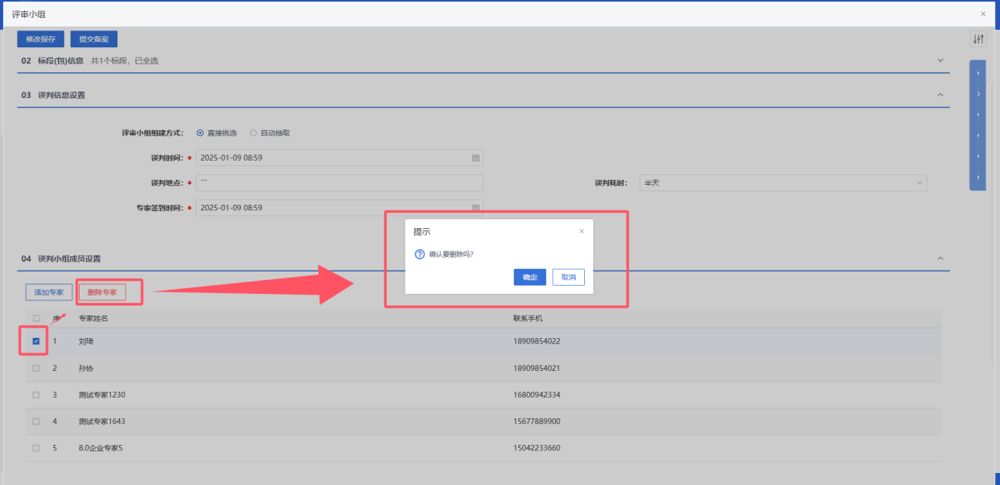 评审小组
修改保存 提交备案
02 标段(包)信息 共1个标段，已全选
03 谈判信息设置
评审小组组建方式： 直接挑选 自动抽取
谈判时间： * 2025-01-09 08:59
谈判地点： * ```
谈判耗时： 半天
专家签到时间： * 2025-01-09 08:59
提示
确认要删除吗?
确定 取消
04 谈判小组成员设置
添加专家 删除专家
序 专家姓名 联系手机
1 刘琦 18909854022
2 孙协 18909854021
3 测试专家1230 16800942334
4 测试专家1643 15677889900
5 8.0企业专家5 15042233660